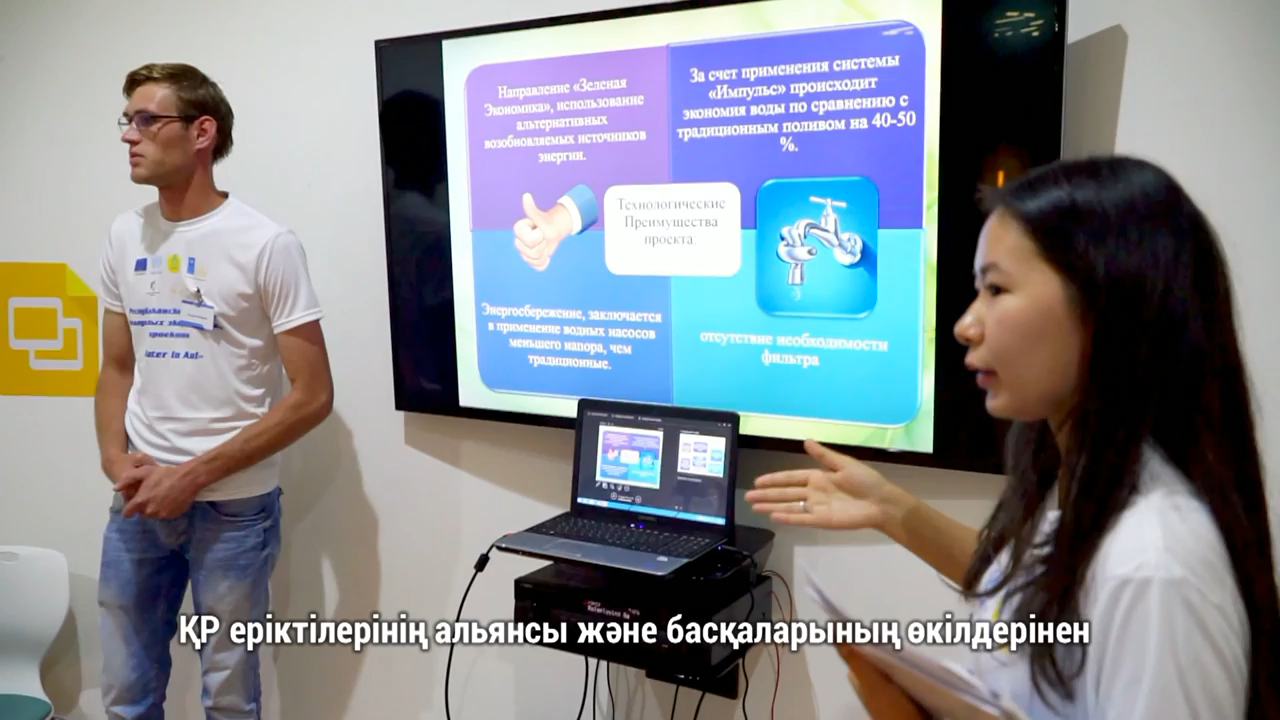 Направление «Зеленая
Экономика», использование
альтернативных
возобновляемых источников
энергии.
За счет применения системы
«Импульс» происходит
экономия воды по сравнению с
традиционным поливом на 40-50
%.
Технологические
Преимущества
проекта:
Энергосбережение, заключается
в применение водных насосов
меньшего напора, чем
традиционные.
отсутствие необходимости
фильтра
ҚР еріктілерінің альянсы және басқаларының өкілдерінен